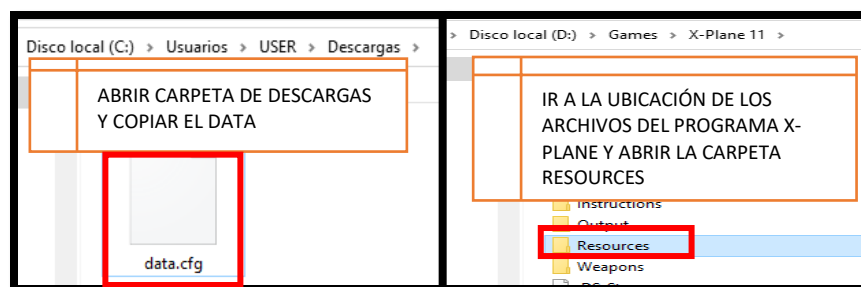 Disco local (C:) > Usuarios > USER > Descargas >
ABRIR CARPETA DE DESCARGAS
Y COPIAR EL DATA
data.cfg
> Disco local (D:) > Games > X-Plane 11 >
IR A LA UBICACIÓN DE LOS
ARCHIVOS DEL PROGRAMA X-
PLANE Y ABRIR LA CARPETA
RESOURCES
Instructions
Output
Resources
Weapons